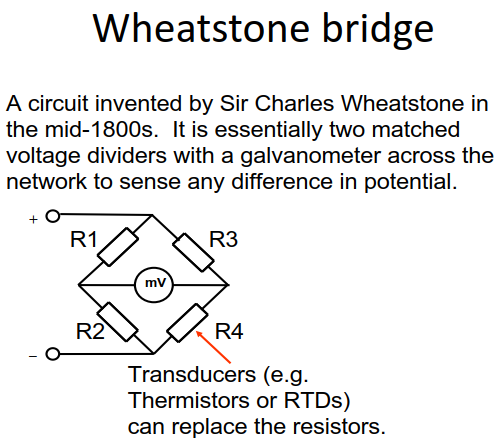 Wheatstone bridge
A circuit invented by Sir Charles Wheatstone in
the mid-1800s. It is essentially two matched
voltage dividers with a galvanometer across the
network to sense any difference in potential.
+
R1
R3
mV
R2
R4
–
Transducers (e.g.
Thermistors or RTDs)
can replace the resistors.